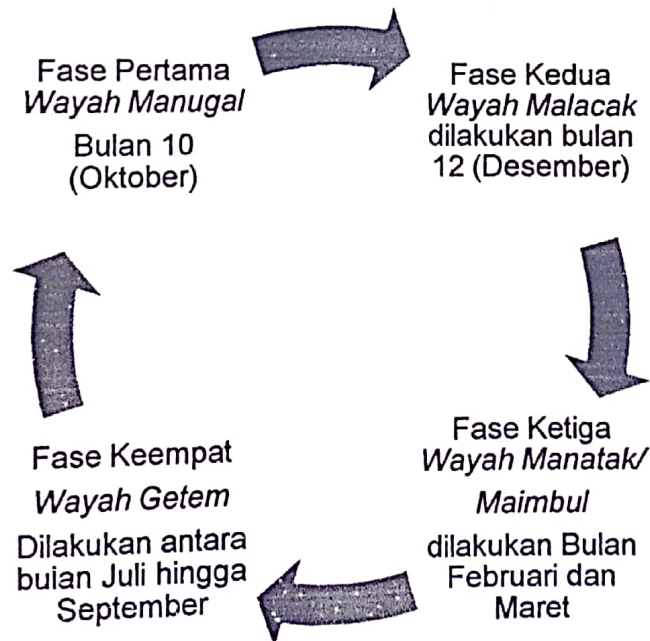 Fase Pertama
Wayah Manugal
Bulan 10
(Oktober)
Fase Kedua
Wayah Malacak
dilakukan bulan
12 (Desember)
Fase Ketiga
Wayah Manatak/
Maimbul
dilakukan Bulan
Februari dan
Maret
Fase Keempat
Wayah Getem
Dilakukan antara
buian Juli hingga
September